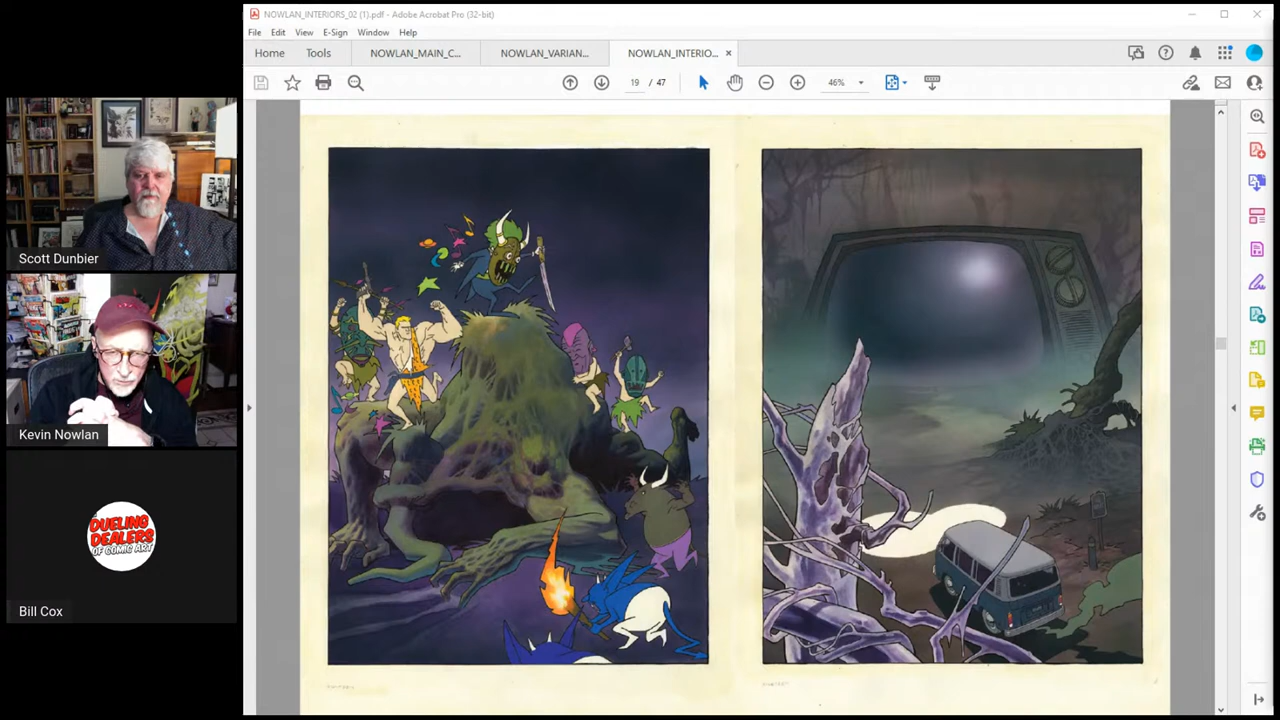 NOWLAN_INTERIORS_02 (1).pdf - Adobe Acrobat Pro (32-bit)
File Edit View E-Sign Window Help
Home Tools NOWLAN_MAIN_C... NOWLAN_VARIAN... NOWLAN_INTERIO... ×
19 / 47 46%
Scott Dunbier
Kevin Nowlan
DUELING
DEALERS
OF COMIC ART
Bill Cox